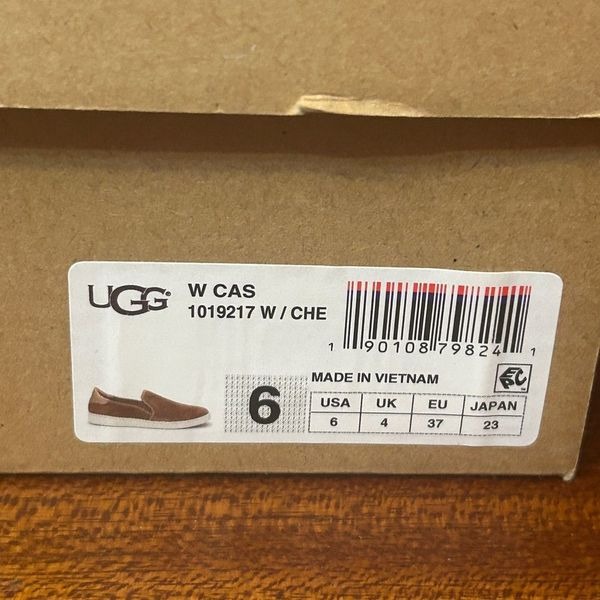 UGG®
W CAS
1019217 W / CHE
1 90108 79824 1
6
MADE IN VIETNAM
EPC™
USA UK EU JAPAN
6 4 37 23